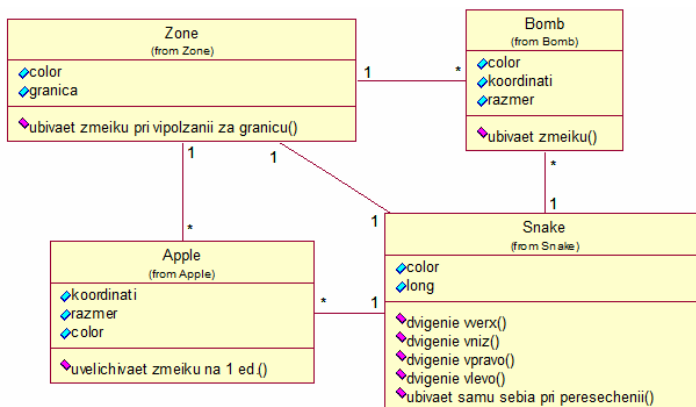 Zone
(from Zone)
color
granica
ubivaet zmeiku pri vipolzanii za granicu()
Bomb
(from Bomb)
color
koordinati
razmer
ubivaet zmeiku()
1
*
1
*
1
1
*
1
Apple
(from Apple)
koordinati
razmer
color
uvelichivaet zmeiku na 1 ed.()
*
1
Snake
(from Snake)
color
long
dvigenie vverx()
dvigenie vniz()
dvigenie vpravo()
dvigenie vlevo()
ubivaet samu sebia pri peresechenii()